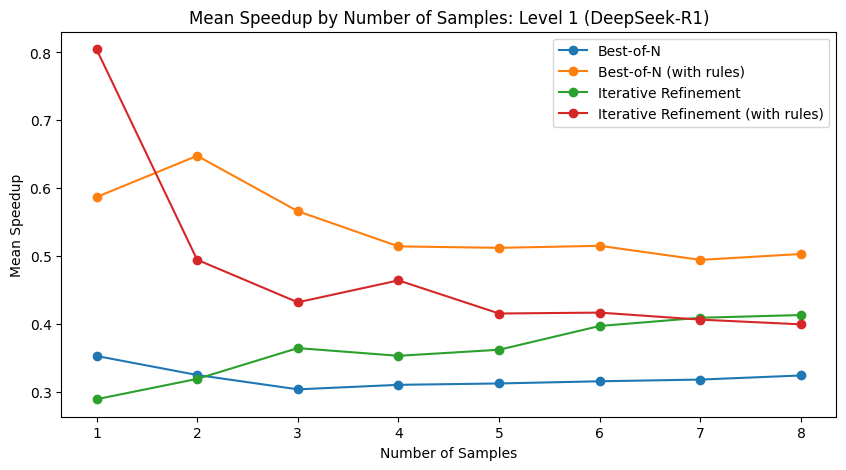 Mean Speedup by Number of Samples: Level 1 (DeepSeek-R1)
Best-of-N
Best-of-N (with rules)
Iterative Refinement
Iterative Refinement (with rules)
Mean Speedup
0.8
0.7
0.6
0.5
0.4
0.3
1 2 3 4 5 6 7 8
Number of Samples